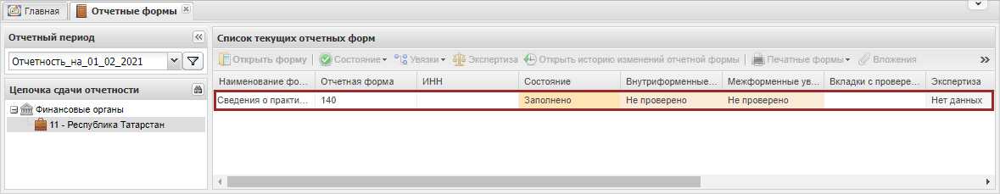 Главная
Отчетные формы
Отчетный период
Отчетность_на_01_02_2021
Цепочка сдачи отчетности
Финансовые органы
11 - Республика Татарстан
Список текущих отчетных форм
Открыть форму Состояние Увязки Экспертиза Открыть историю изменений отчетной формы Печатные формы Вложения
Наименование фо... Отчетная форма ИНН Состояние Внутриформенные... Межформенные ув... Вкладки с провере... Экспертиза
Сведения о практи... 140 Заполнено Не проверено Не проверено Нет данных